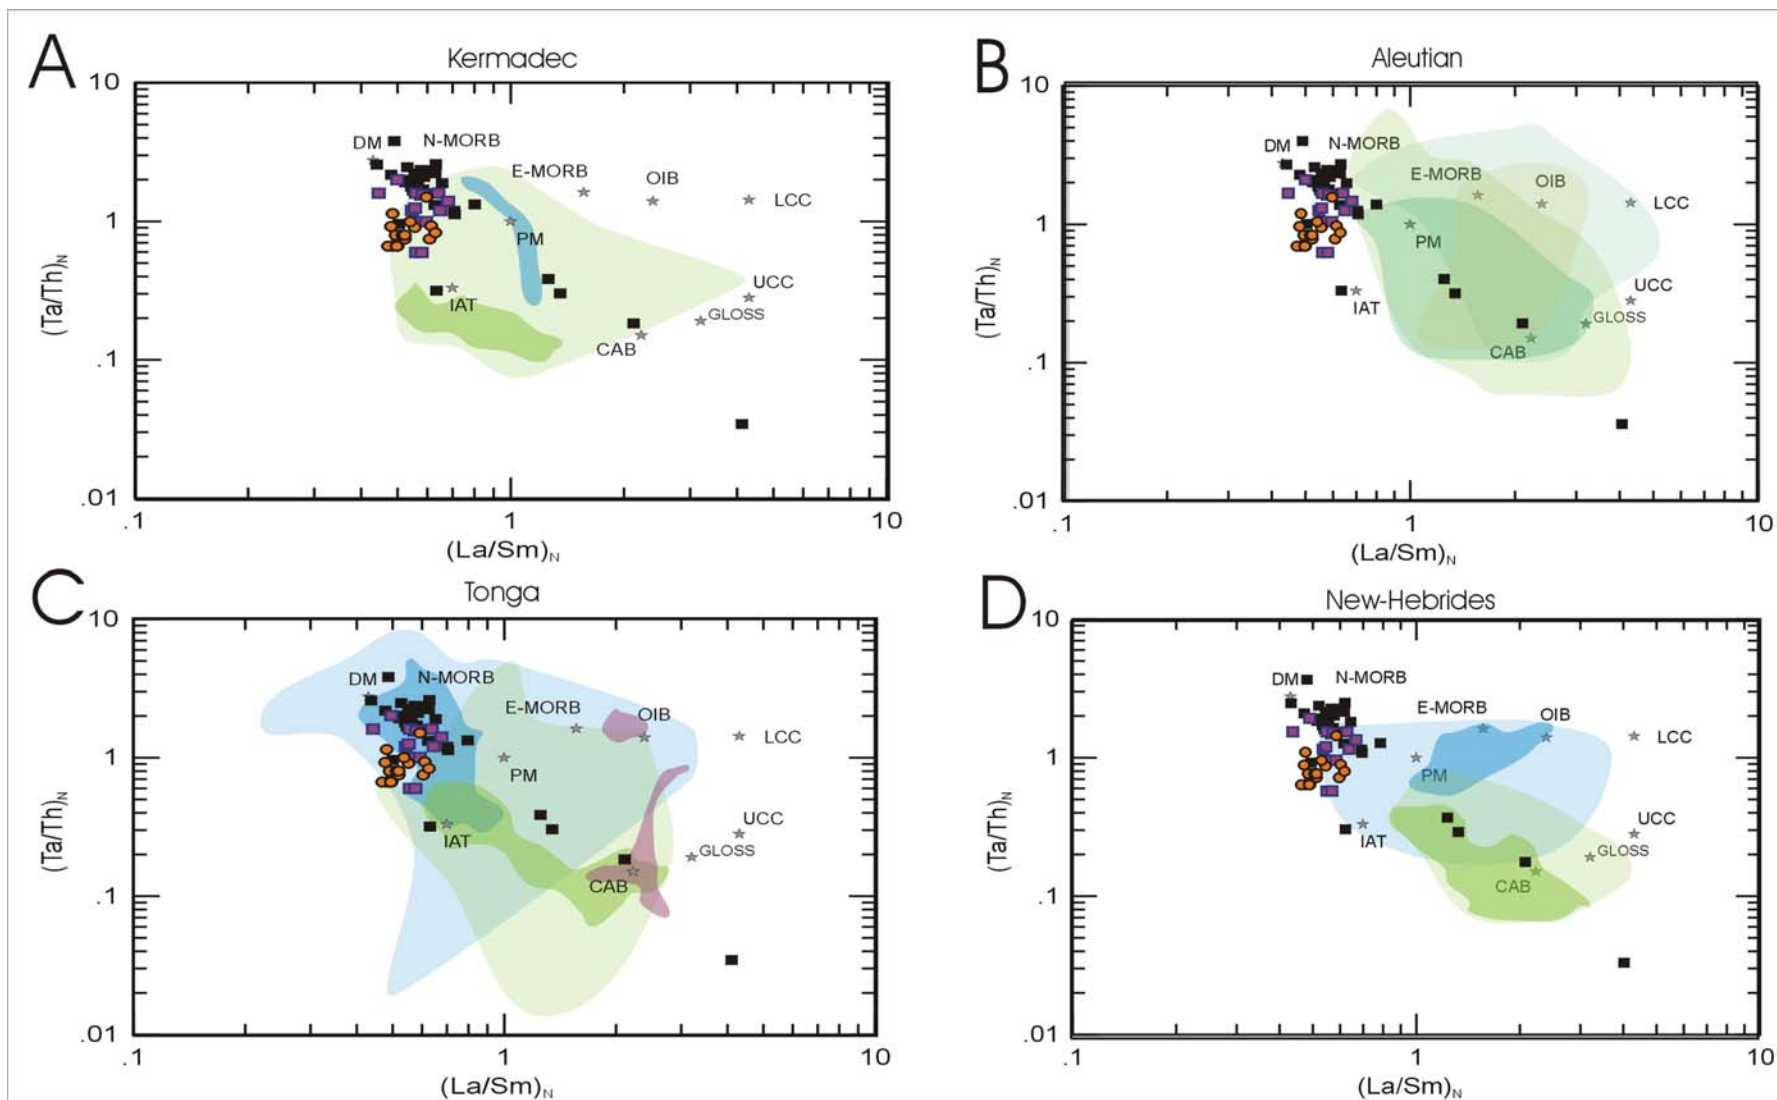 A
Kermadec
10
1
.1
.01
(Ta/Th)N
DM
N-MORB
E-MORB
OIB
LCC
PM
UCC
IAT
GLOSS
CAB
.1
1
10
(La/Sm)N
B
Aleutian
10
1
.1
.01
(Ta/Th)N
DM
N-MORB
E-MORB
OIB
LCC
PM
UCC
IAT
GLOSS
CAB
.1
1
10
(La/Sm)N
C
Tonga
10
1
.1
.01
(Ta/Th)N
DM
N-MORB
E-MORB
OIB
LCC
PM
UCC
IAT
GLOSS
CAB
.1
1
10
(La/Sm)N
D
New-Hebrides
10
1
.1
.01
(Ta/Th)N
DM
N-MORB
E-MORB
OIB
LCC
PM
UCC
IAT
GLOSS
CAB
.1
1
10
(La/Sm)N